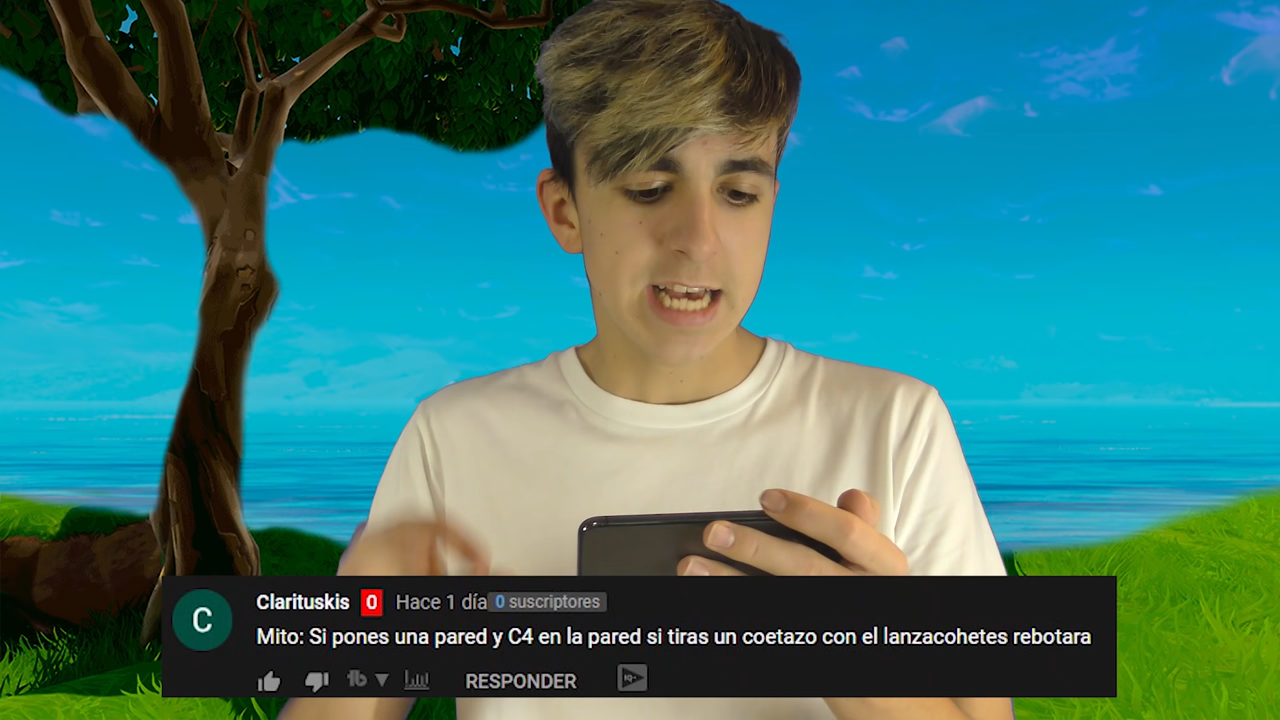 C
Clarituskis 0 Hace 1 día 0 suscriptores
Mito: Si pones una pared y C4 en la pared si tiras un coetazo con el lanzacohetes rebotara
RESPONDER